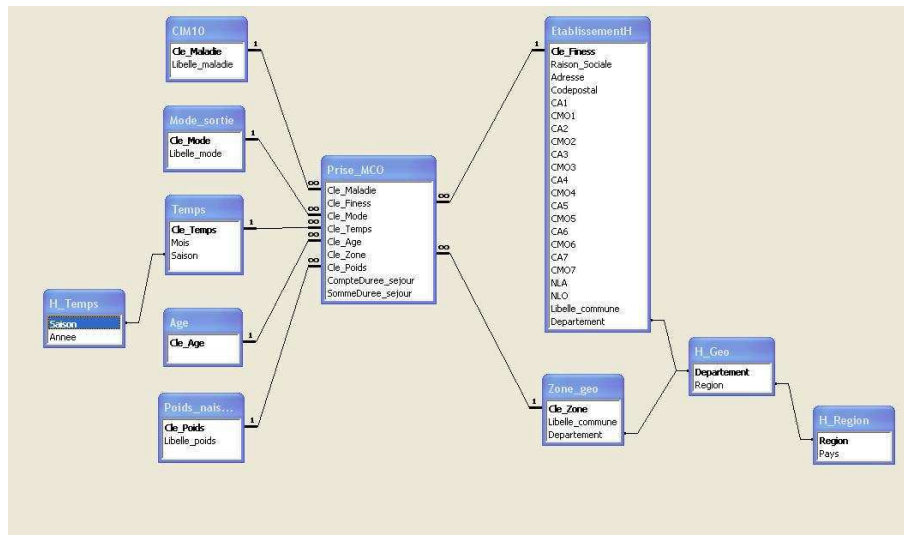 CIM10
Cle_Maladie
Libelle_maladie
Mode_sortie
Cle_Mode
Libelle_mode
Temps
Cle_Temps
Mois
Saison
H_Temps
Saison
Annee
Age
Cle_Age
Poids_nais...
Cle_Poids
Libelle_poids
Prise_MCO
Cle_Maladie
Cle_Finess
Cle_Mode
Cle_Temps
Cle_Age
Cle_Zone
Cle_Poids
CompteDuree_sejour
SommeDuree_sejour
EtablissementH
Cle_Finess
Raison_Sociale
Adresse
Codepostal
CA1
CMO1
CA2
CMO2
CA3
CMO3
CA4
CMO4
CA5
CMO5
CA6
CMO6
CA7
CMO7
NLA
NLO
Libelle_commune
Departement
Zone_geo
Cle_Zone
Libelle_commune
Departement
H_Geo
Departement
Region
H_Region
Region
Pays
1
1
1
1
1
1
1
∞
∞
∞
∞
∞
∞
∞